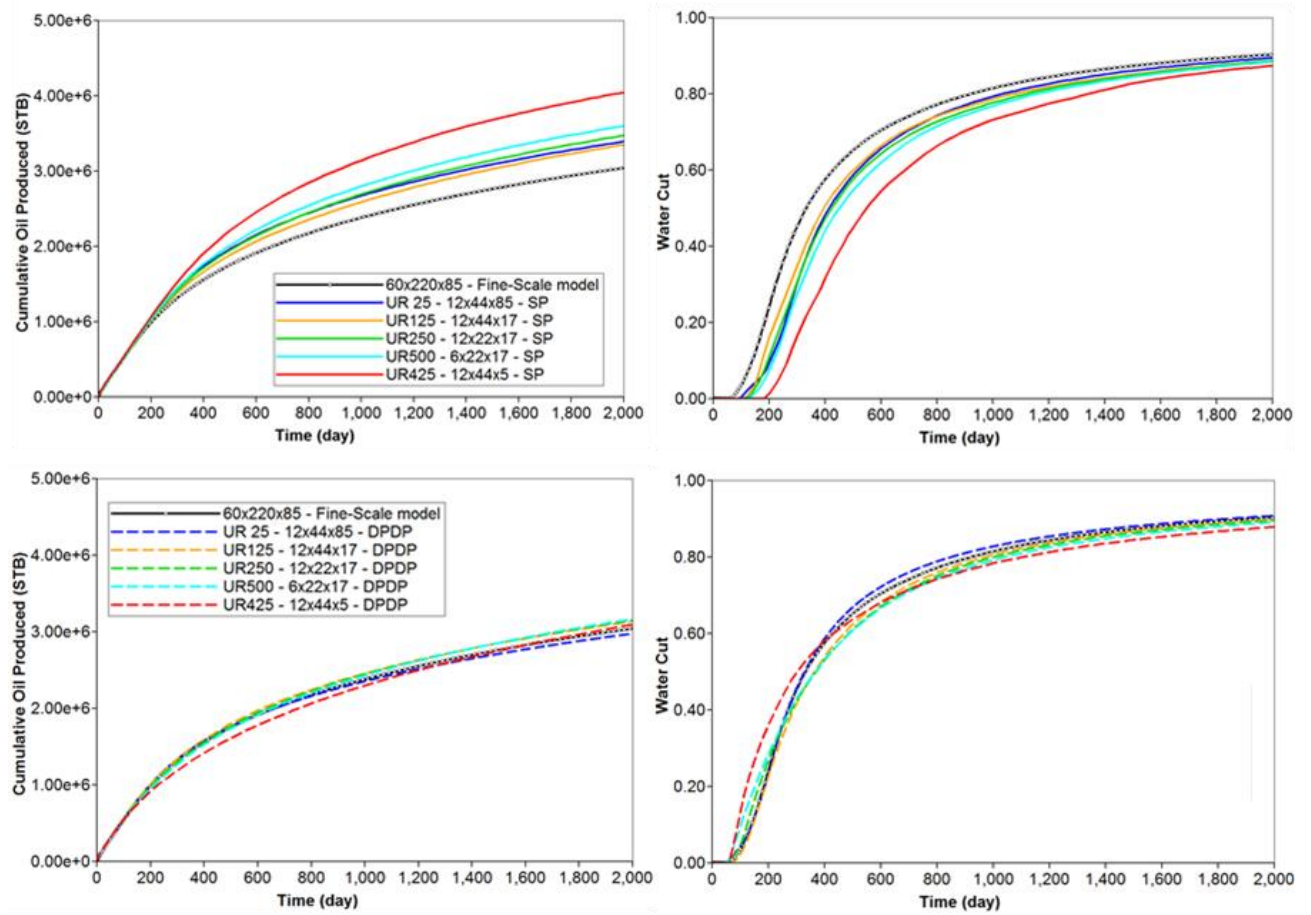 5.00e+6
4.00e+6
3.00e+6
2.00e+6
1.00e+6
0.00e+0
Cumulative Oil Produced (STB)
60x220x85 - Fine-Scale model
UR 25 - 12x44x85 - SP
UR125 - 12x44x17 - SP
UR250 - 12x22x17 - SP
UR500 - 6x22x17 - SP
UR425 - 12x44x5 - SP
0 200 400 600 800 1,000 1,200 1,400 1,600 1,800 2,000
Time (day)
1.00
0.80
0.60
0.40
0.20
0.00
Water Cut
0 200 400 600 800 1,000 1,200 1,400 1,600 1,800 2,000
Time (day)
5.00e+6
4.00e+6
3.00e+6
2.00e+6
1.00e+6
0.00e+0
Cumulative Oil Produced (STB)
60x220x85 - Fine-Scale model
UR 25 - 12x44x85 - DPDP
UR125 - 12x44x17 - DPDP
UR250 - 12x22x17 - DPDP
UR500 - 6x22x17 - DPDP
UR425 - 12x44x5 - DPDP
0 200 400 600 800 1,000 1,200 1,400 1,600 1,800 2,000
Time (day)
1.00
0.80
0.60
0.40
0.20
0.00
Water Cut
0 200 400 600 800 1,000 1,200 1,400 1,600 1,800 2,000
Time (day)